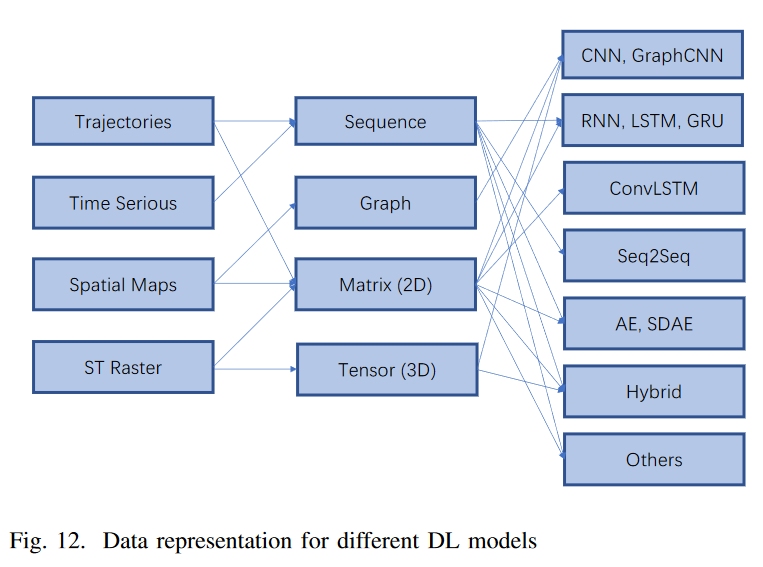 Trajectories
Time Serious
Spatial Maps
ST Raster
Sequence
Graph
Matrix (2D)
Tensor (3D)
CNN, GraphCNN
RNN, LSTM, GRU
ConvLSTM
Seq2Seq
AE, SDAE
Hybrid
Others
Fig. 12. Data representation for different DL models